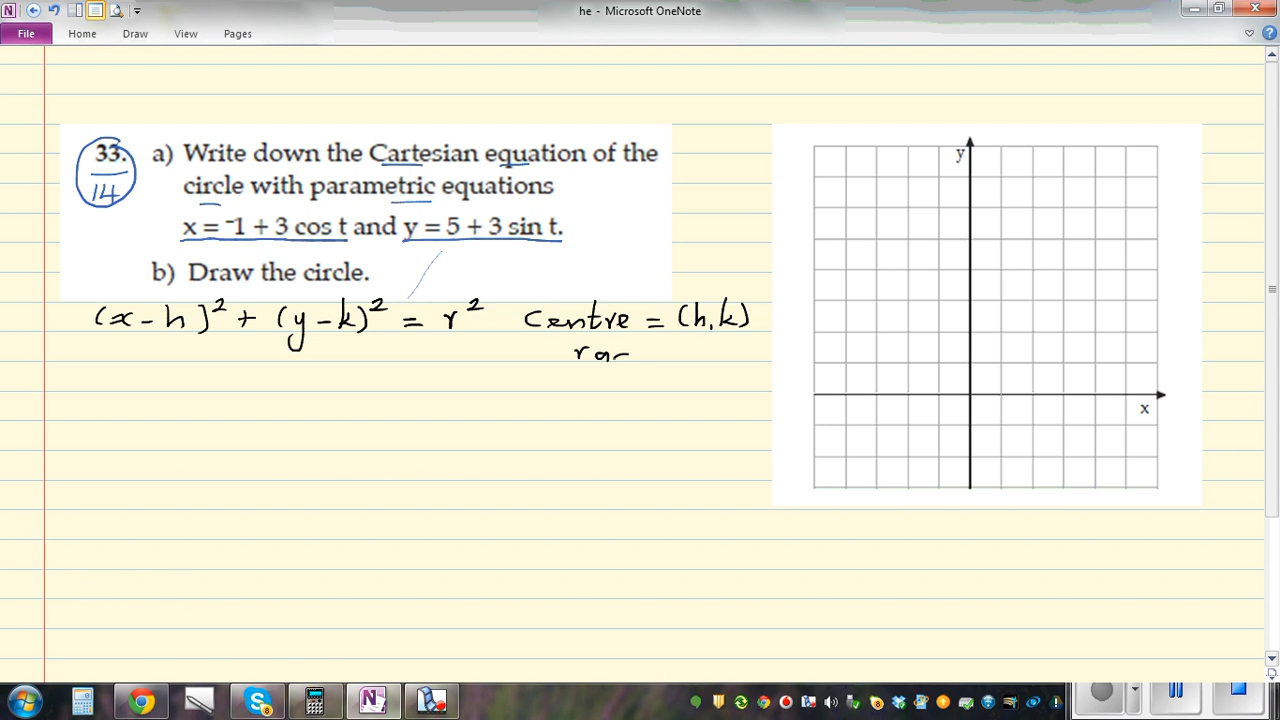 he - Microsoft OneNote
File Home Draw View Pages
33. a) Write down the Cartesian equation of the
14
circle with parametric equations
x = ⁻1 + 3 cos t and y = 5 + 3 sin t.
b) Draw the circle.
(x - h)² + (y - k)² = r² Centre = (h, k)
ra
y
x